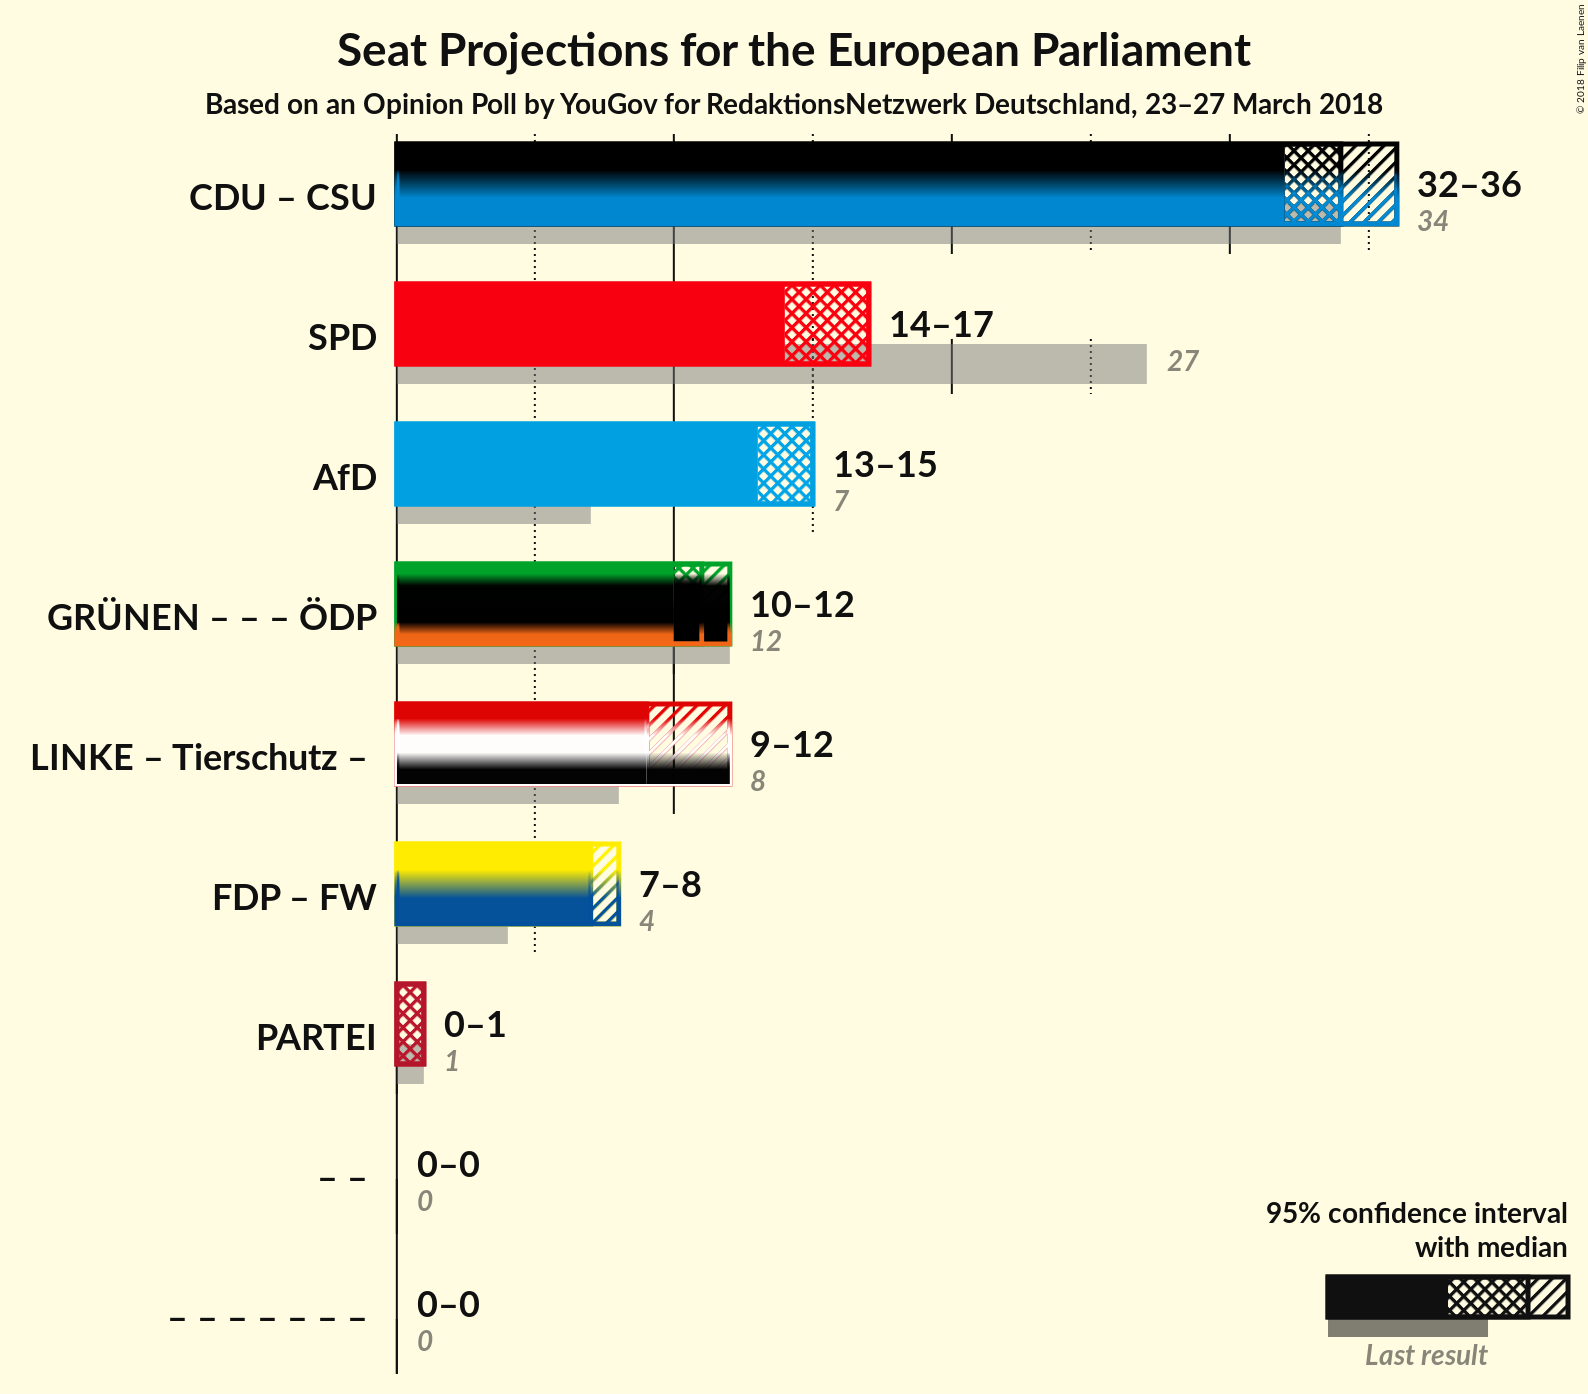 Seat Projections for the European Parliament
Based on an Opinion Poll by YouGov for RedaktionsNetzwerk Deutschland, 23–27 March 2018
© 2018 Filip van Laenen
CDU – CSU
32–36
34
SPD
14–17
27
AfD
13–15
7
GRÜNEN – – – ÖDP
10–12
12
LINKE – Tierschutz –
9–12
8
FDP – FW
7–8
4
PARTEI
0–1
1
– –
0–0
0
– – – – – – –
0–0
0
95% confidence interval
with median
Last result